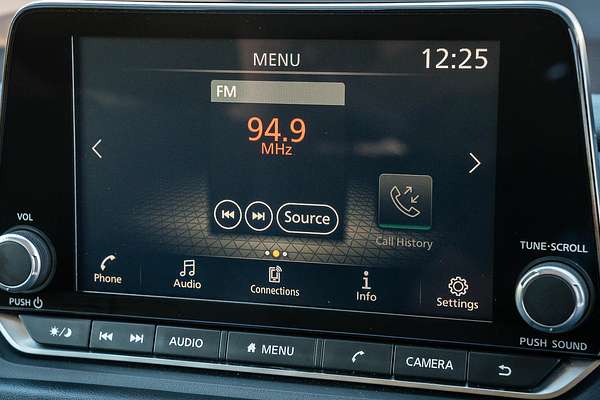 MENU
12:25
FM
94.9
MHz
Source
Call History
Phone
Audio
Connections
Info
Settings
VOL
PUSH
TUNE·SCROLL
PUSH SOUND
AUDIO
MENU
CAMERA